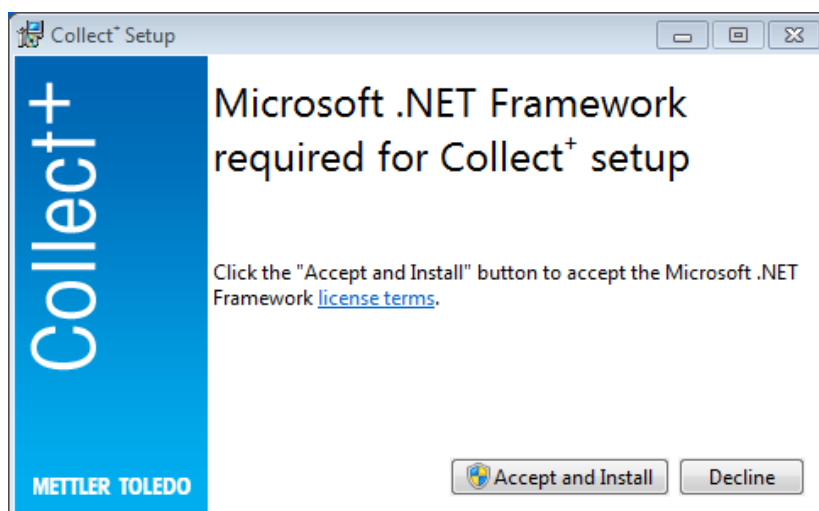 Collect⁺ Setup
Collect+
Microsoft .NET Framework
required for Collect⁺ setup
Click the "Accept and Install" button to accept the Microsoft .NET
Framework license terms.
METTLER TOLEDO
Accept and Install
Decline